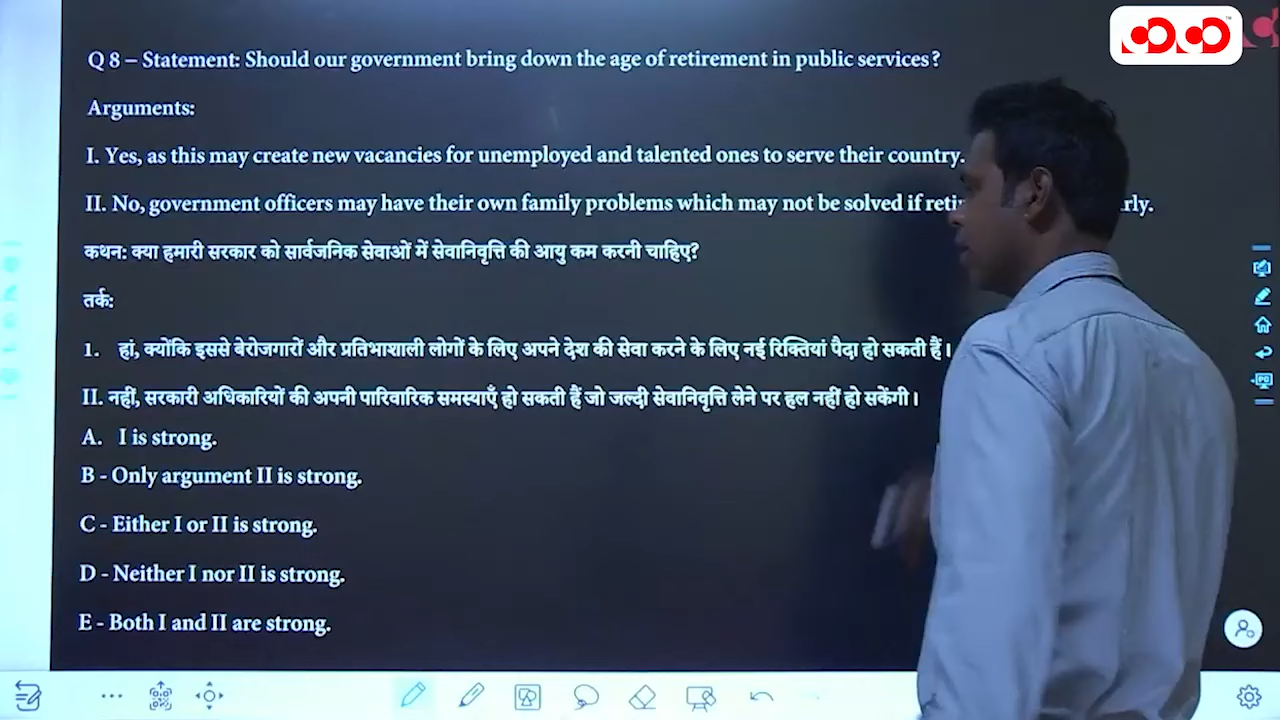 Q 8 – Statement: Should our government bring down the age of retirement in public services?
Arguments:
I. Yes, as this may create new vacancies for unemployed and talented ones to serve their country.
II. No, government officers may have their own family problems which may not be solved if
कथन: क्या हमारी सरकार को सार्वजनिक सेवाओं में सेवानिवृत्ति की आयु कम करनी चाहिए?
तर्क:
1. हां, क्योंकि इससे बेरोजगारों और प्रतिभाशाली लोगों के लिए अपने देश की सेवा करने के लिए नई रिक्तियां पैदा हो सकती हैं।
II. नहीं, सरकारी अधिकारियों की अपनी पारिवारिक समस्याएँ हो सकती हैं जो जल्दी सेवानिवृत्ति लेने पर हल नहीं हो सकेंगी।
A. I is strong.
B - Only argument II is strong.
C - Either I or II is strong.
D - Neither I nor II is strong.
E - Both I and II are strong.